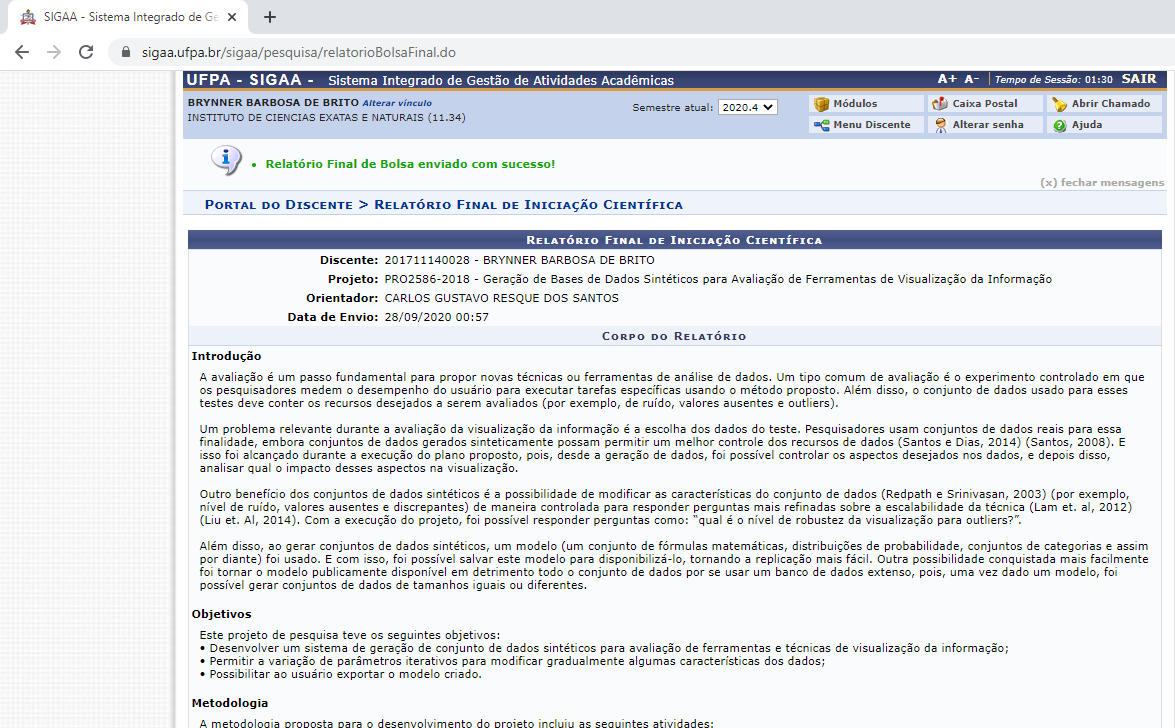 SIGAA - Sistema Integrado de Ge
sigaa.ufpa.br/sigaa/pesquisa/relatorioBolsaFinal.do
UFPA - SIGAA - Sistema Integrado de Gestão de Atividades Acadêmicas A+ A- Tempo de Sessão: 01:30 SAIR
BRYNNER BARBOSA DE BRITO Alterar vínculo
INSTITUTO DE CIENCIAS EXATAS E NATURAIS (11.34)
Semestre atual: 2020.4
Módulos Caixa Postal Abrir Chamado
Menu Discente Alterar senha Ajuda
• Relatório Final de Bolsa enviado com sucesso!
(x) fechar mensagens
Portal do Discente > Relatório Final de Iniciação Científica
Relatório Final de Iniciação Científica
Discente: 201711140028 - BRYNNER BARBOSA DE BRITO
Projeto: PRO2586-2018 - Geração de Bases de Dados Sintéticos para Avaliação de Ferramentas de Visualização da Informação
Orientador: CARLOS GUSTAVO RESQUE DOS SANTOS
Data de Envio: 28/09/2020 00:57
Corpo do Relatório
Introdução
A avaliação é um passo fundamental para propor novas técnicas ou ferramentas de análise de dados. Um tipo comum de avaliação é o experimento controlado em que
os pesquisadores medem o desempenho do usuário para executar tarefas específicas usando o método proposto. Além disso, o conjunto de dados usado para esses
testes deve conter os recursos desejados a serem avaliados (por exemplo, de ruído, valores ausentes e outliers).
Um problema relevante durante a avaliação da visualização da informação é a escolha dos dados do teste. Pesquisadores usam conjuntos de dados reais para essa
finalidade, embora conjuntos de dados gerados sinteticamente possam permitir um melhor controle dos recursos de dados (Santos e Dias, 2014) (Santos, 2008). E
isso foi alcançado durante a execução do plano proposto, pois, desde a geração de dados, foi possível controlar os aspectos desejados nos dados, e depois disso,
analisar qual o impacto desses aspectos na visualização.
Outro benefício dos conjuntos de dados sintéticos é a possibilidade de modificar as características do conjunto de dados (Redpath e Srinivasan, 2003) (por exemplo,
nível de ruído, valores ausentes e discrepantes) de maneira controlada para responder perguntas mais refinadas sobre a escalabilidade da técnica (Lam et. al, 2012)
(Liu et. Al, 2014). Com a execução do projeto, foi possível responder perguntas como: “qual é o nível de robustez da visualização para outliers?”.
Além disso, ao gerar conjuntos de dados sintéticos, um modelo (um conjunto de fórmulas matemáticas, distribuições de probabilidade, conjuntos de categorias e assim
por diante) foi usado. E com isso, foi possível salvar este modelo para disponibilizá-lo, tornando a replicação mais fácil. Outra possibilidade conquistada mais facilmente
foi tornar o modelo publicamente disponível em detrimento todo o conjunto de dados por se usar um banco de dados extenso, pois, uma vez dado um modelo, foi
possível gerar conjuntos de dados de tamanhos iguais ou diferentes.
Objetivos
Este projeto de pesquisa teve os seguintes objetivos:
• Desenvolver um sistema de geração de conjunto de dados sintéticos para avaliação de ferramentas e técnicas de visualização da informação;
• Permitir a variação de parâmetros iterativos para modificar gradualmente algumas características dos dados;
• Possibilitar ao usuário exportar o modelo criado.
Metodologia
A metodologia proposta para o desenvolvimento do projeto incluiu as seguintes atividades: